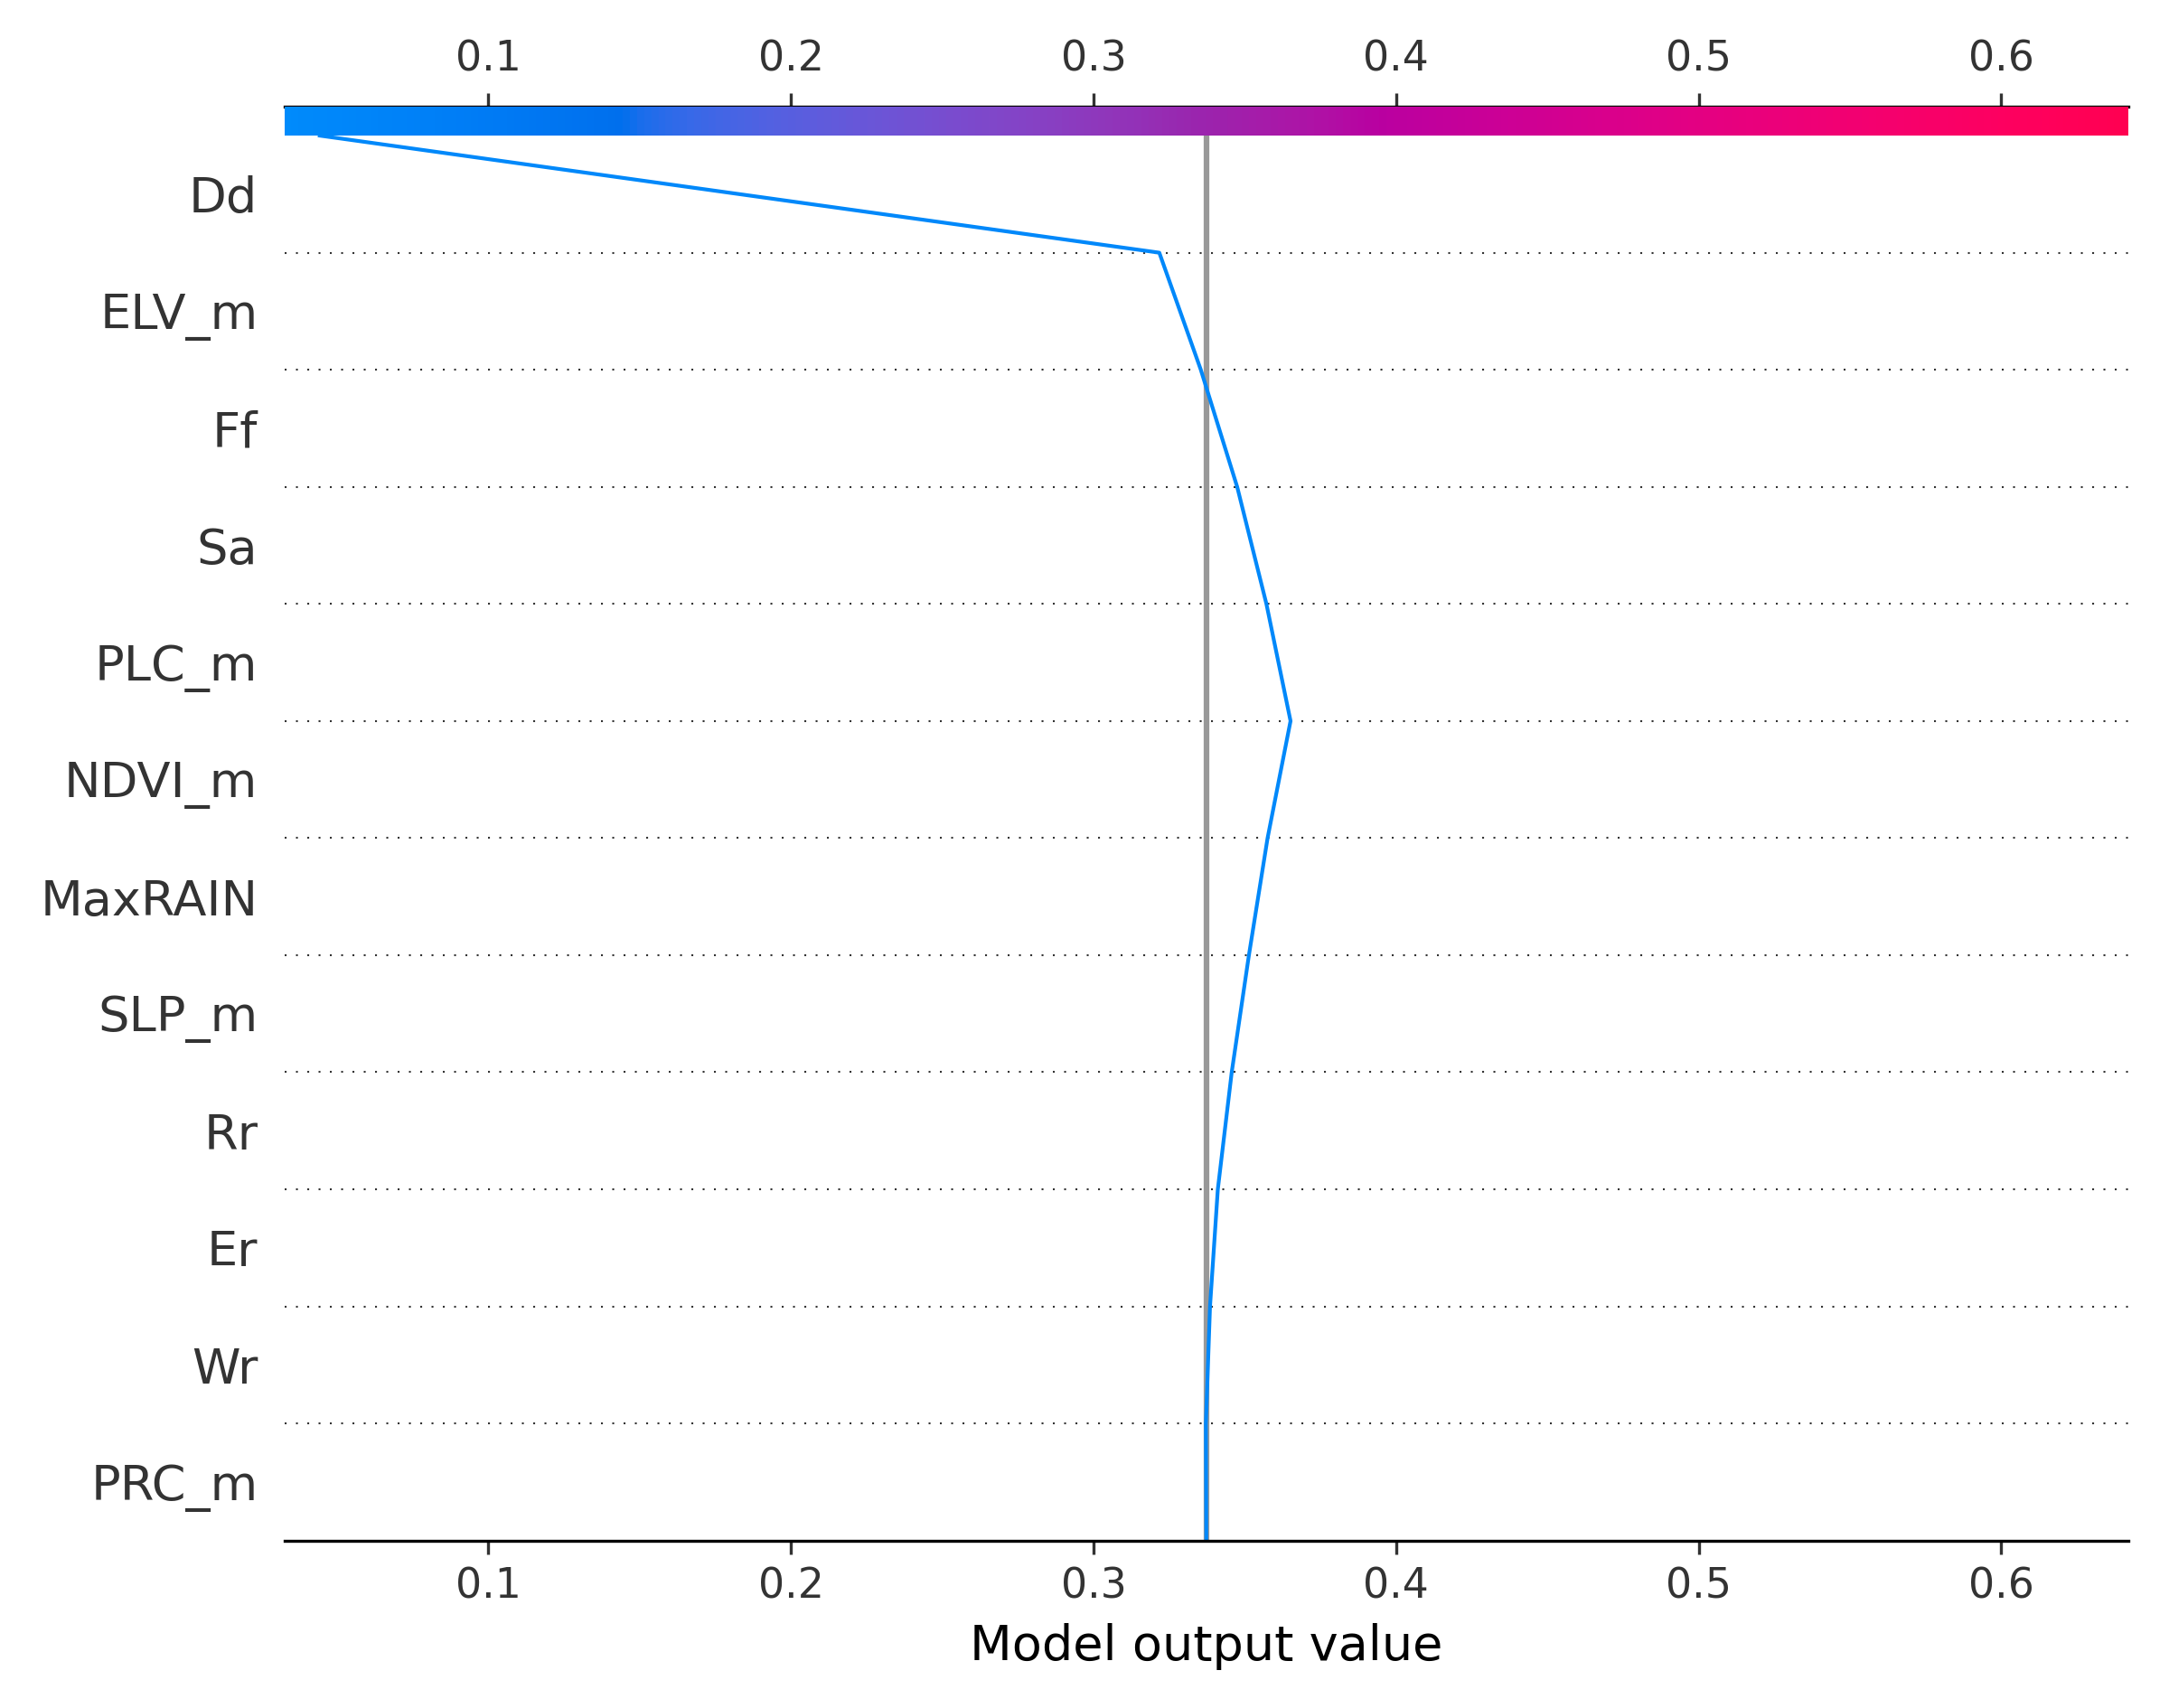 0.1 0.2 0.3 0.4 0.5 0.6
Dd
ELV_m
Ff
Sa
PLC_m
NDVI_m
MaxRAIN
SLP_m
Rr
Er
Wr
PRC_m
0.1 0.2 0.3 0.4 0.5 0.6
Model output value